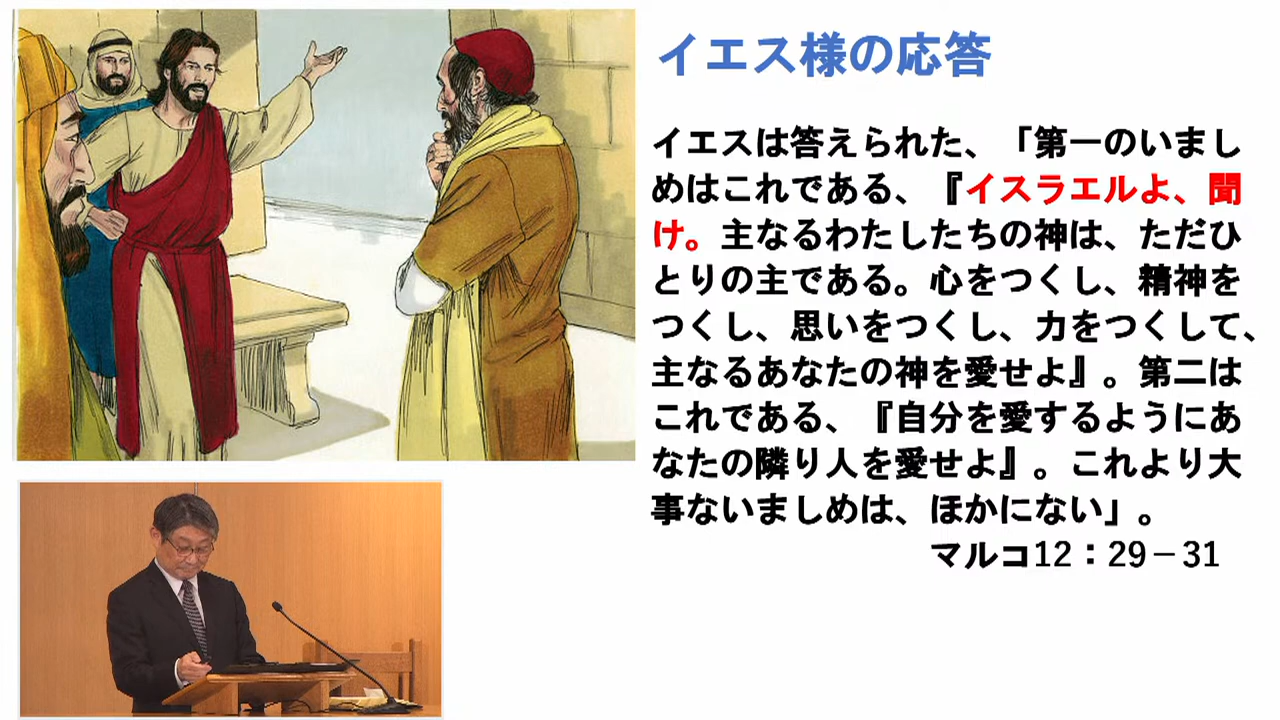 イエス様の応答
イエスは答えられた、「第一のいまし
めはこれである、『イスラエルよ、聞
け。主なるわたしたちの神は、ただひ
とりの主である。心をつくし、精神を
つくし、思いをつくし、力をつくして、
主なるあなたの神を愛せよ』。第二は
これである、『自分を愛するようにあ
なたの隣り人を愛せよ』。これより大
事ないましめは、ほかにない」。
マルコ12：29－31